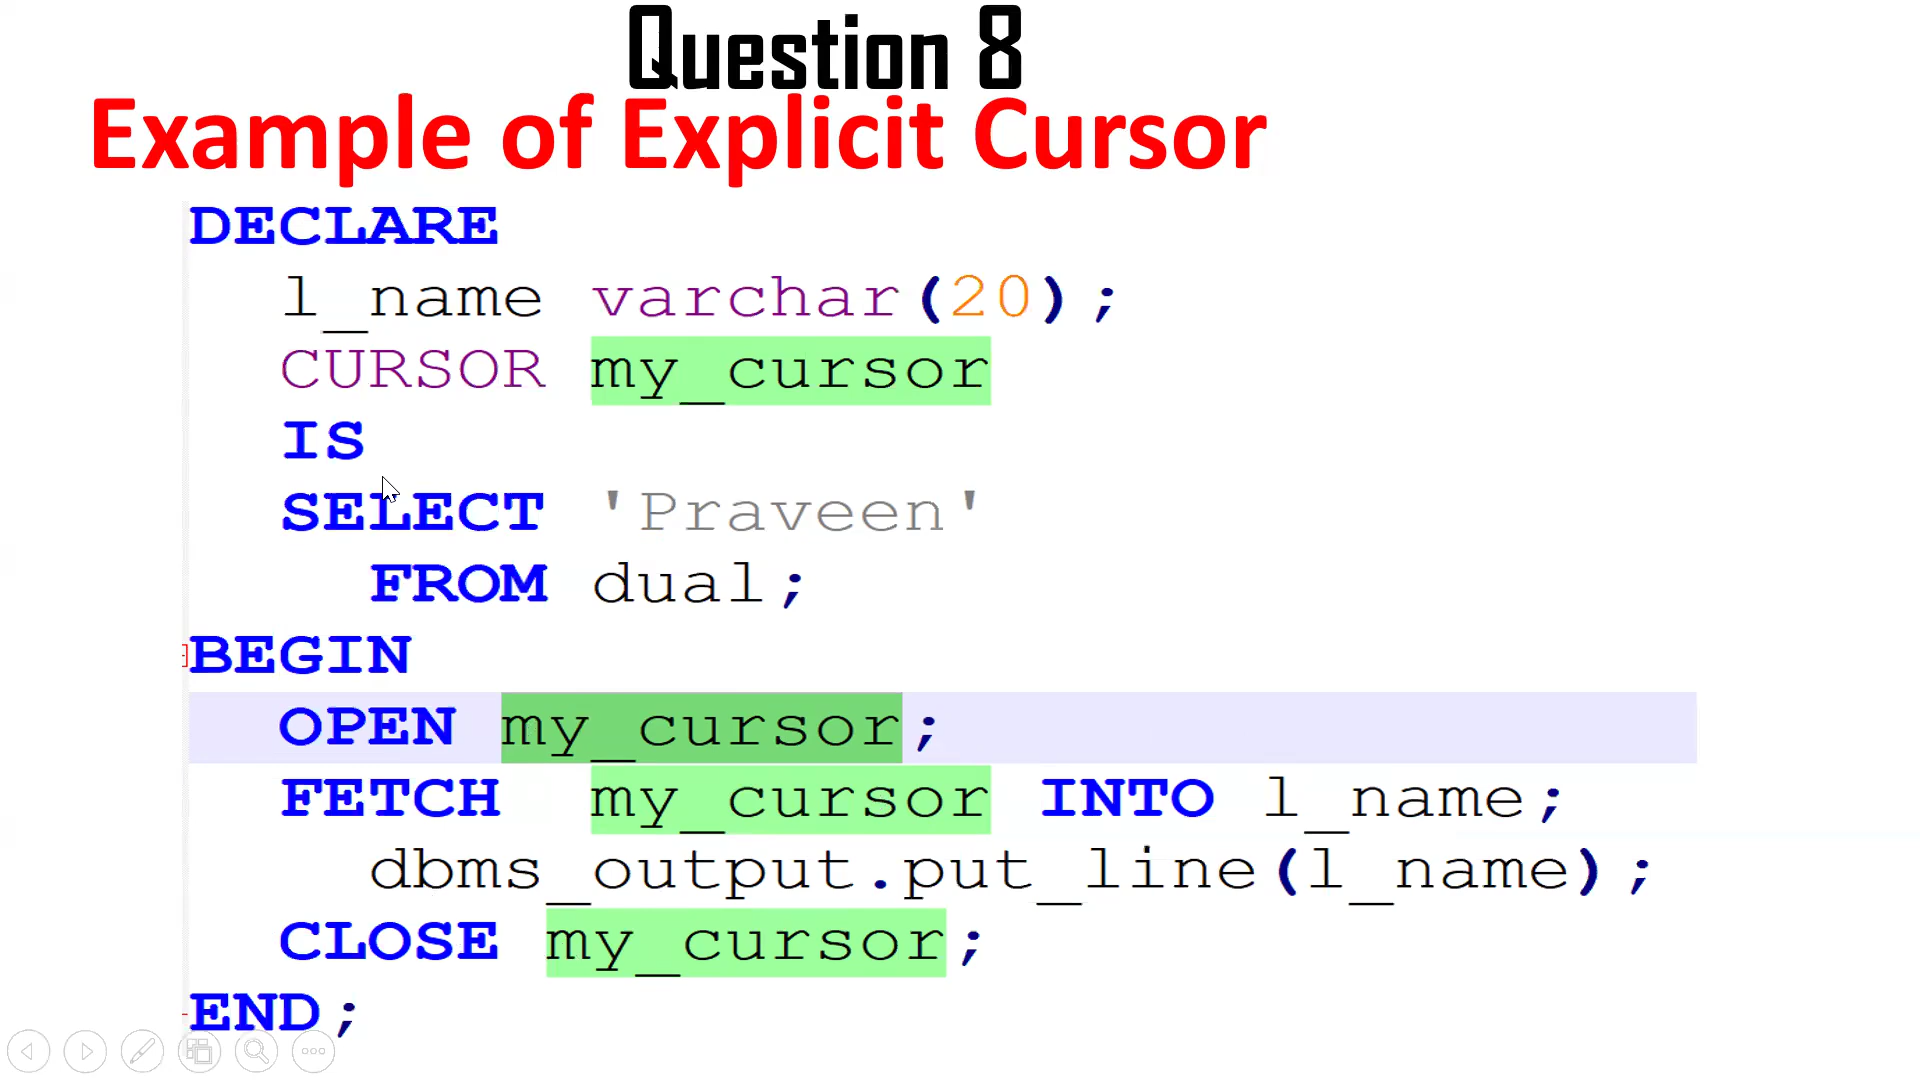 Question 8
Example of Explicit Cursor
DECLARE
l_name varchar(20);
CURSOR my_cursor
IS
SELECT 'Praveen'
FROM dual;
BEGIN
OPEN my_cursor;
FETCH my_cursor INTO l_name;
dbms_output.put_line(l_name);
CLOSE my_cursor;
END;